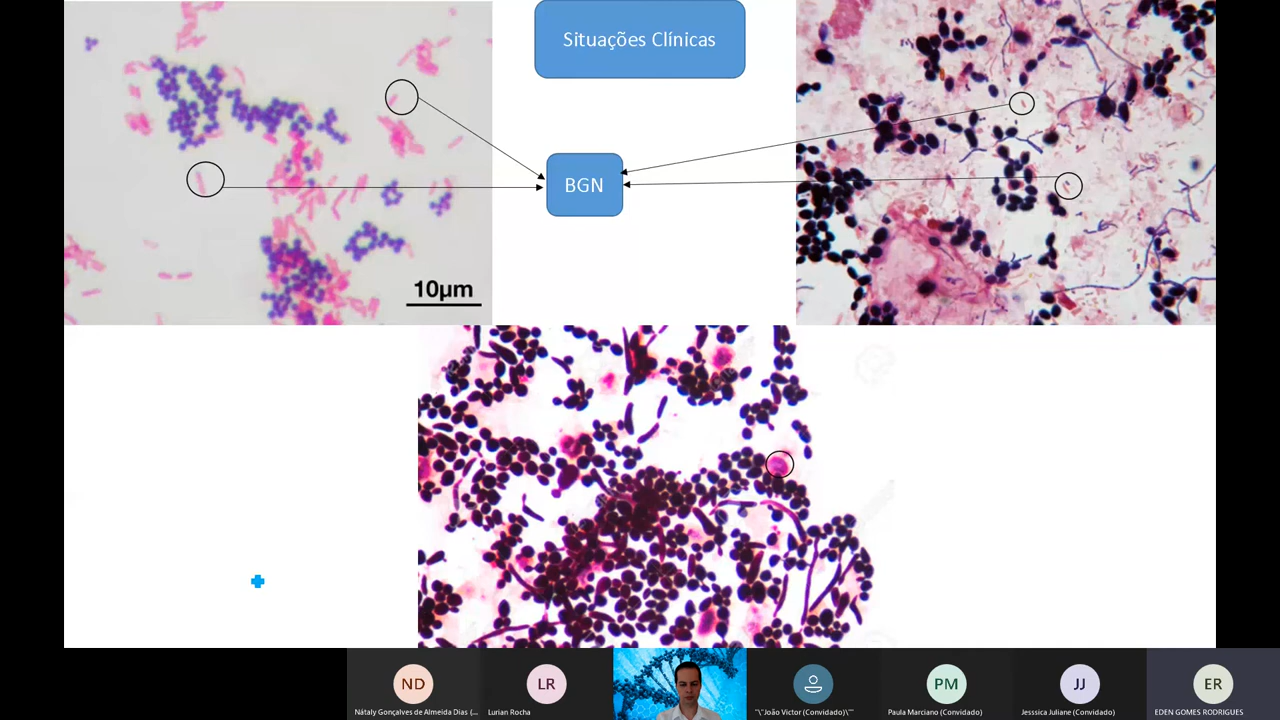 Situações Clínicas
BGN
10µm
ND
LR
PM
JJ
ER
Nátaly Gonçalves de Almeida Dias (...
Lurian Rocha
"\"João Victor (Convidado)\""
Paula Marciano (Convidado)
Jesssica Juliane (Convidado)
EDEN GOMES RODRIGUES